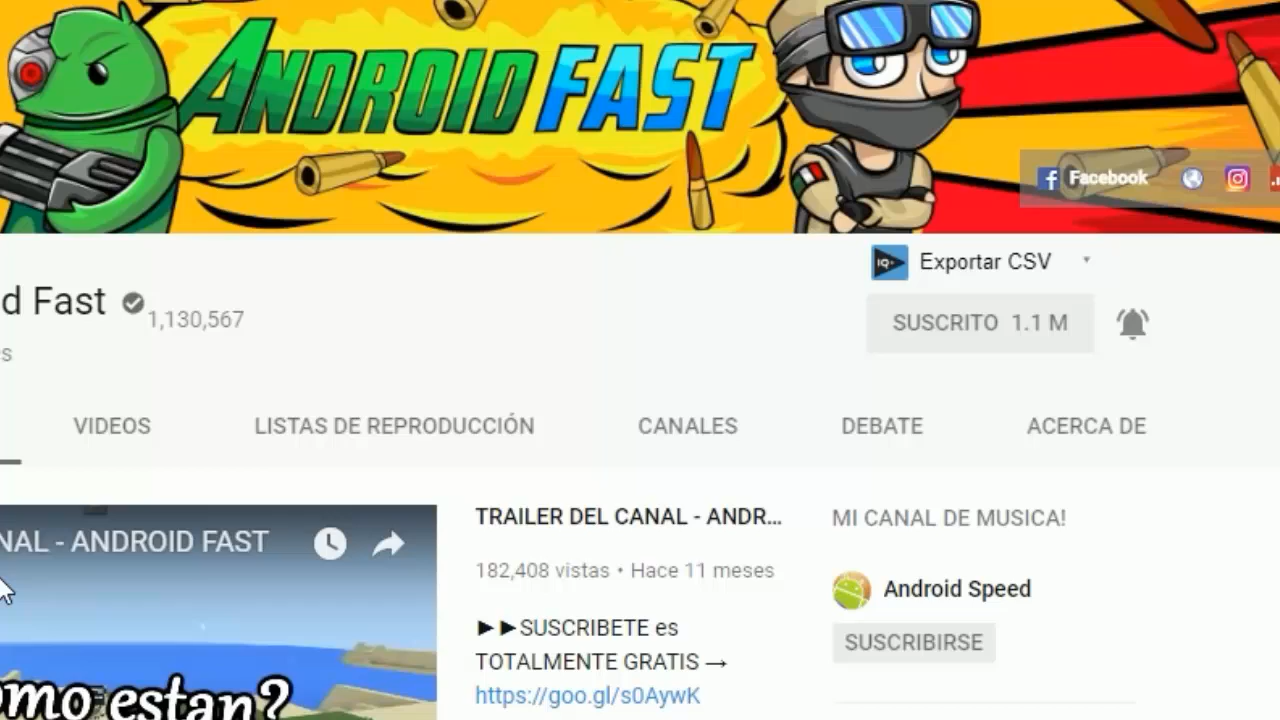 ANDROID FAST
Facebook
IQ+ Exportar CSV
d Fast 1,130,567
SUSCRITO 1.1 M
s
VIDEOS LISTAS DE REPRODUCCIÓN CANALES DEBATE ACERCA DE
NAL - ANDROID FAST
omo estan?
TRAILER DEL CANAL - ANDR...
182,408 vistas • Hace 11 meses
►►SUSCRIBETE es
TOTALMENTE GRATIS →
https://goo.gl/s0AywK
MI CANAL DE MUSICA!
Android Speed
SUSCRIBIRSE